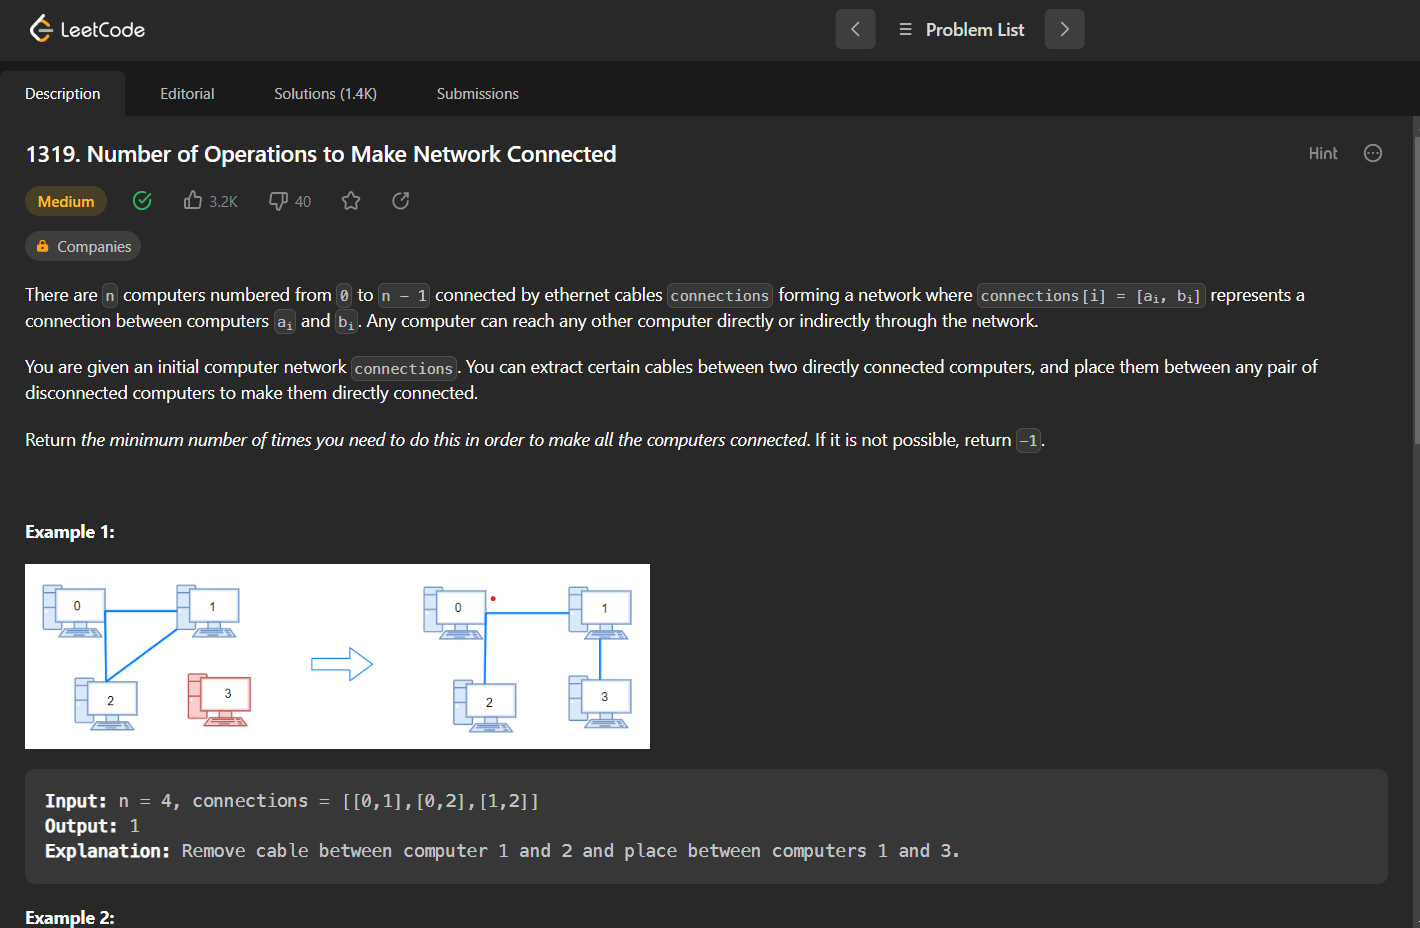 LeetCode
Problem List
Description
Editorial
Solutions (1.4K)
Submissions
1319. Number of Operations to Make Network Connected
Hint
Medium
3.2K
40
Companies
There are n computers numbered from 0 to n - 1 connected by ethernet cables connections forming a network where connections[i] = [ai, bi] represents a
connection between computers ai and bi. Any computer can reach any other computer directly or indirectly through the network.
You are given an initial computer network connections. You can extract certain cables between two directly connected computers, and place them between any pair of
disconnected computers to make them directly connected.
Return the minimum number of times you need to do this in order to make all the computers connected. If it is not possible, return -1.
Example 1:
0
1
0
1
2
3
2
3
Input: n = 4, connections = [[0,1],[0,2],[1,2]]
Output: 1
Explanation: Remove cable between computer 1 and 2 and place between computers 1 and 3.
Example 2: